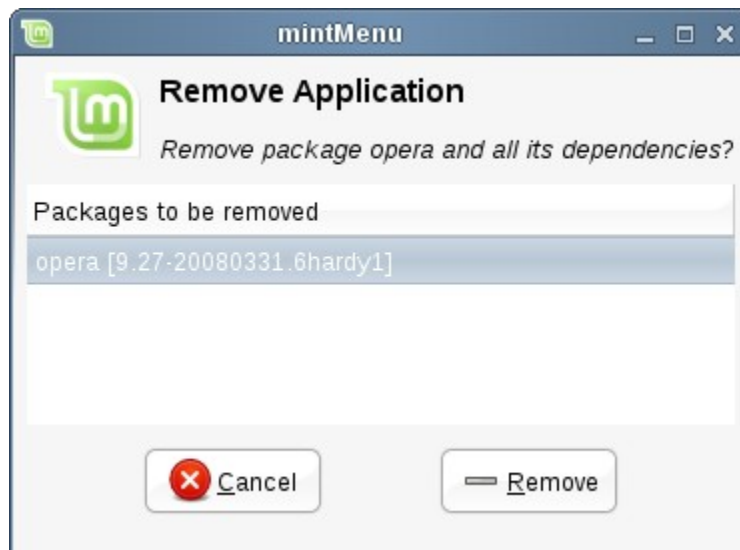 mintMenu
Remove Application
Remove package opera and all its dependencies?
Packages to be removed
opera [9.27-20080331.6hardy1]
Cancel
Remove